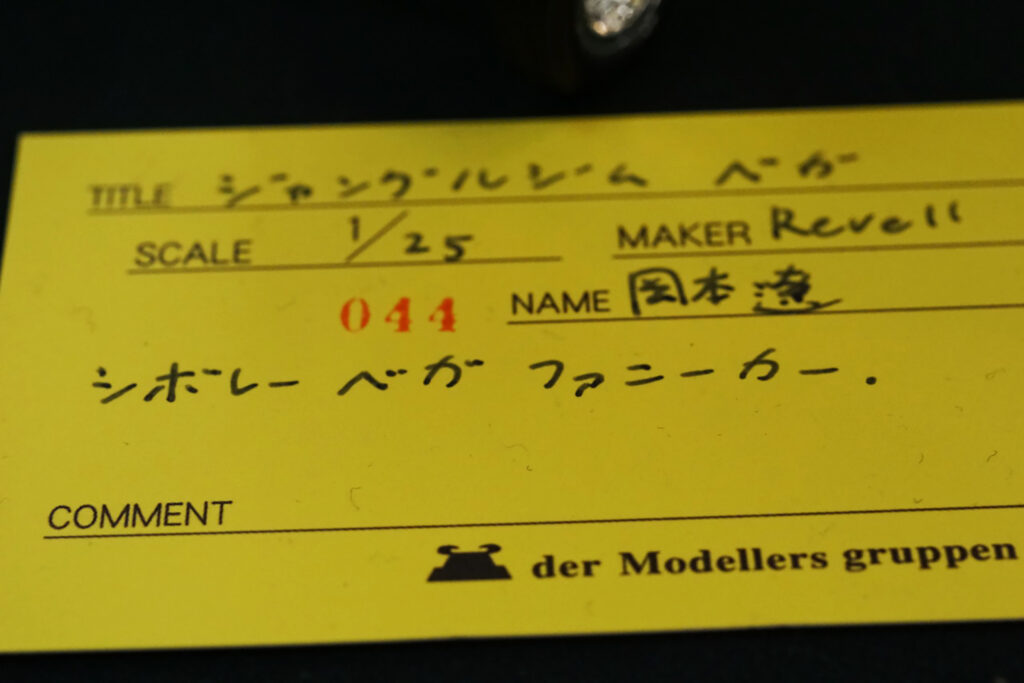 TITLE ジャングルジム ベガ
SCALE 1/25 MAKER Revell
044 NAME 岡本 遼
シボレー ベガ ファニーカー.
COMMENT
der Modellers gruppen